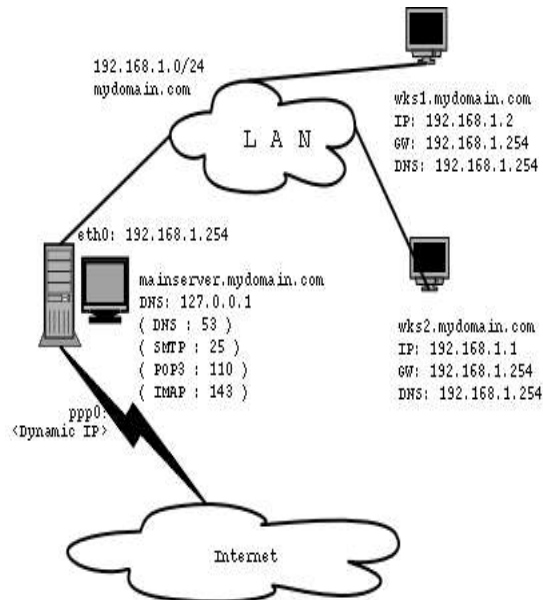 192.168.1.0/24
mydomain.com
L A N
wks1.mydomain.com
IP: 192.168.1.2
GW: 192.168.1.254
DNS: 192.168.1.254
eth0: 192.168.1.254
mainserver.mydomain.com
DNS: 127.0.0.1
( DNS : 53 )
( SMTP : 25 )
( POP3 : 110 )
( IMAP : 143 )
wks2.mydomain.com
IP: 192.168.1.1
GW: 192.168.1.254
DNS: 192.168.1.254
ppp0:
<Dynamic IP>
Internet